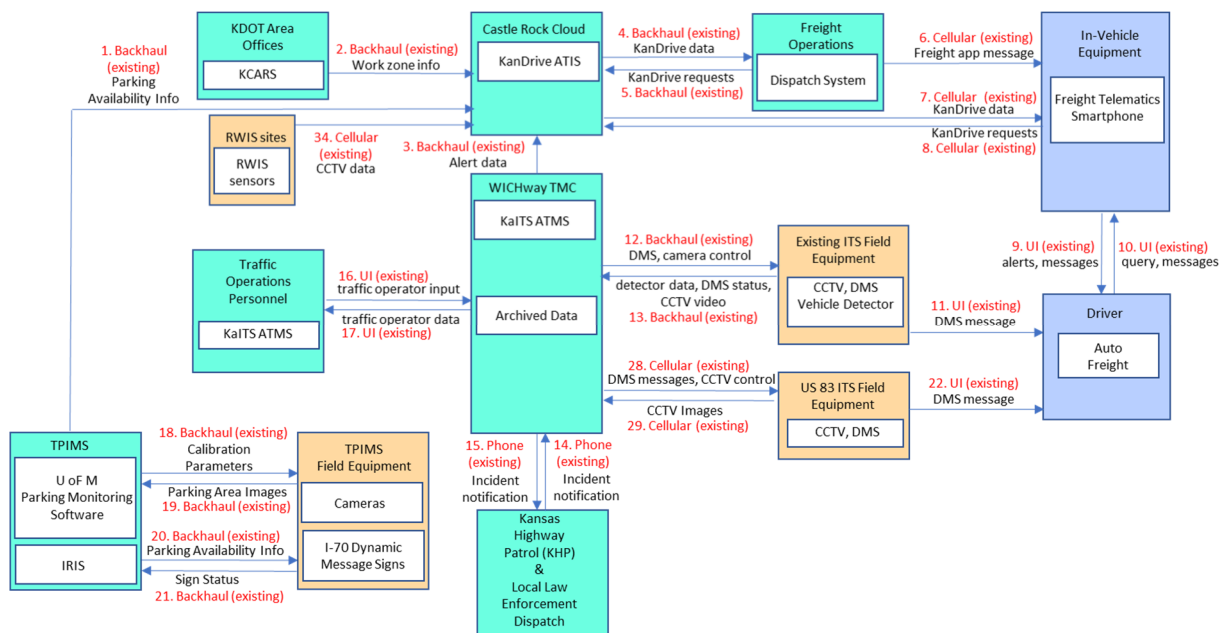 KDOT Area
Offices
KCARS
1. Backhaul
(existing)
Parking
Availability Info
2. Backhaul (existing)
Work zone info
Castle Rock Cloud
KanDrive ATIS
4. Backhaul (existing)
KanDrive data
KanDrive requests
5. Backhaul (existing)
Freight
Operations
Dispatch System
6. Cellular (existing)
Freight app message
In-Vehicle
Equipment
Freight Telematics
Smartphone
7. Cellular (existing)
KanDrive data
KanDrive requests
8. Cellular (existing)
RWIS sites
RWIS
sensors
34. Cellular
(existing)
CCTV data
3. Backhaul (existing)
Alert data
WICHway TMC
KaITS ATMS
Archived Data
Traffic
Operations
Personnel
KaITS ATMS
16. UI (existing)
traffic operator input
traffic operator data
17. UI (existing)
12. Backhaul (existing)
DMS, camera control
detector data, DMS status,
CCTV video
13. Backhaul (existing)
Existing ITS Field
Equipment
CCTV, DMS
Vehicle Detector
9. UI (existing)
alerts, messages
10. UI (existing)
query, messages
11. UI (existing)
DMS message
Driver
Auto
Freight
28. Cellular (existing)
DMS messages, CCTV control
CCTV Images
29. Cellular (existing)
US 83 ITS Field
Equipment
CCTV, DMS
22. UI (existing)
DMS message
TPIMS
U oF M
Parking Monitoring
Software
IRIS
18. Backhaul (existing)
Calibration
Parameters
Parking Area Images
19. Backhaul (existing)
20. Backhaul (existing)
Parking Availability Info
Sign Status
21. Backhaul (existing)
TPIMS
Field Equipment
Cameras
I-70 Dynamic
Message Signs
15. Phone
(existing)
Incident
notification
14. Phone
(existing)
Incident
notification
Kansas
Highway
Patrol (KHP)
&
Local Law
Enforcement
Dispatch